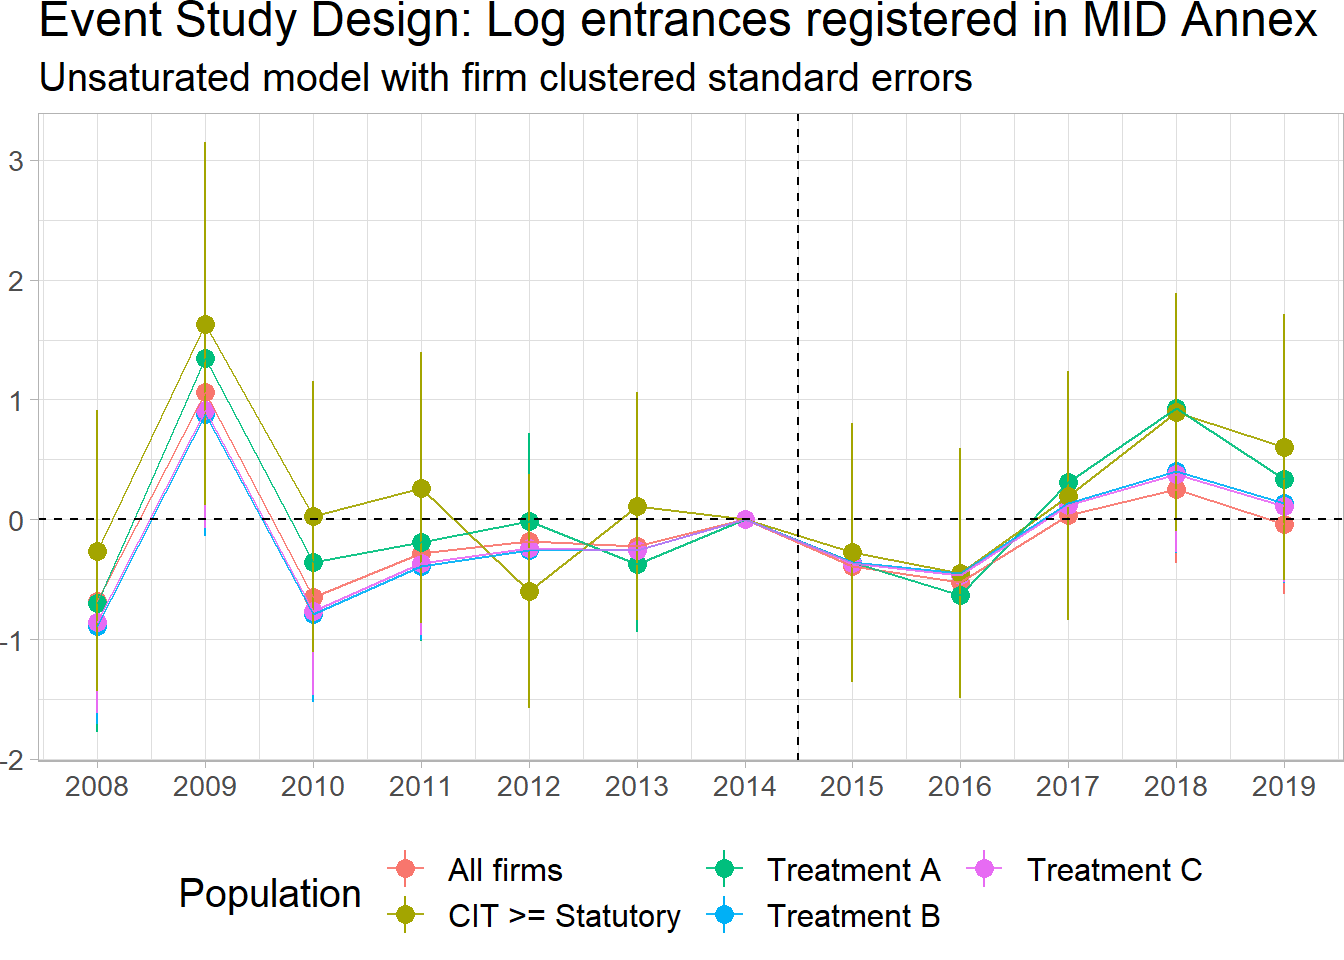 Event Study Design: Log entrances registered in MID Annex
Unsaturated model with firm clustered standard errors
3
2
1
0
-1
-2
2008 2009 2010 2011 2012 2013 2014 2015 2016 2017 2018 2019
Population
All firms
CIT >= Statutory
Treatment A
Treatment B
Treatment C